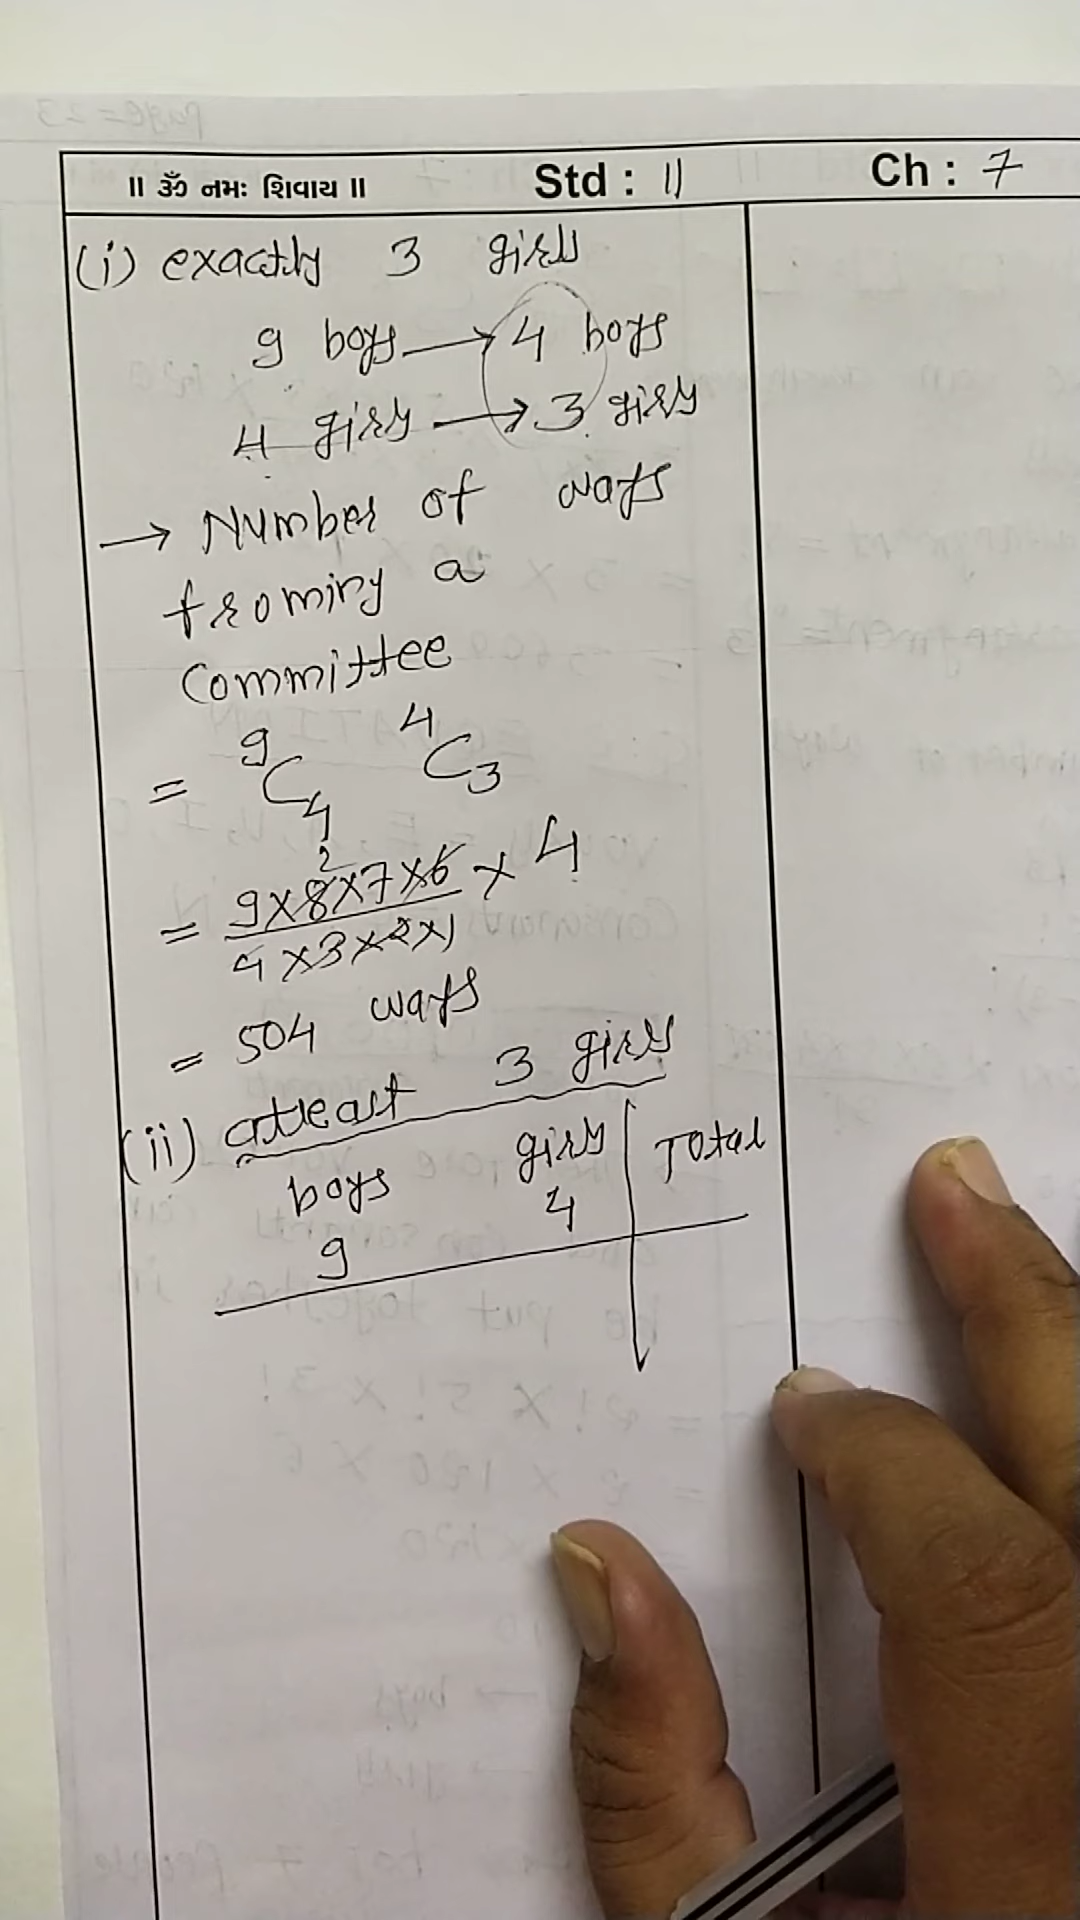 ॥ ॐ नमः शिवाय ॥ Std : 11 Ch : 7
(i) exactly 3 girls
9 boys → 4 boys
4 girls → 3 girls
→ Number of ways
froming a
Committee
= ⁹C₄ ⁴C₃
= 9×8×7×6 × 4
2
4×3×2×1
= 504 ways
(ii) atleast 3 girls
boys girls Total
9 4